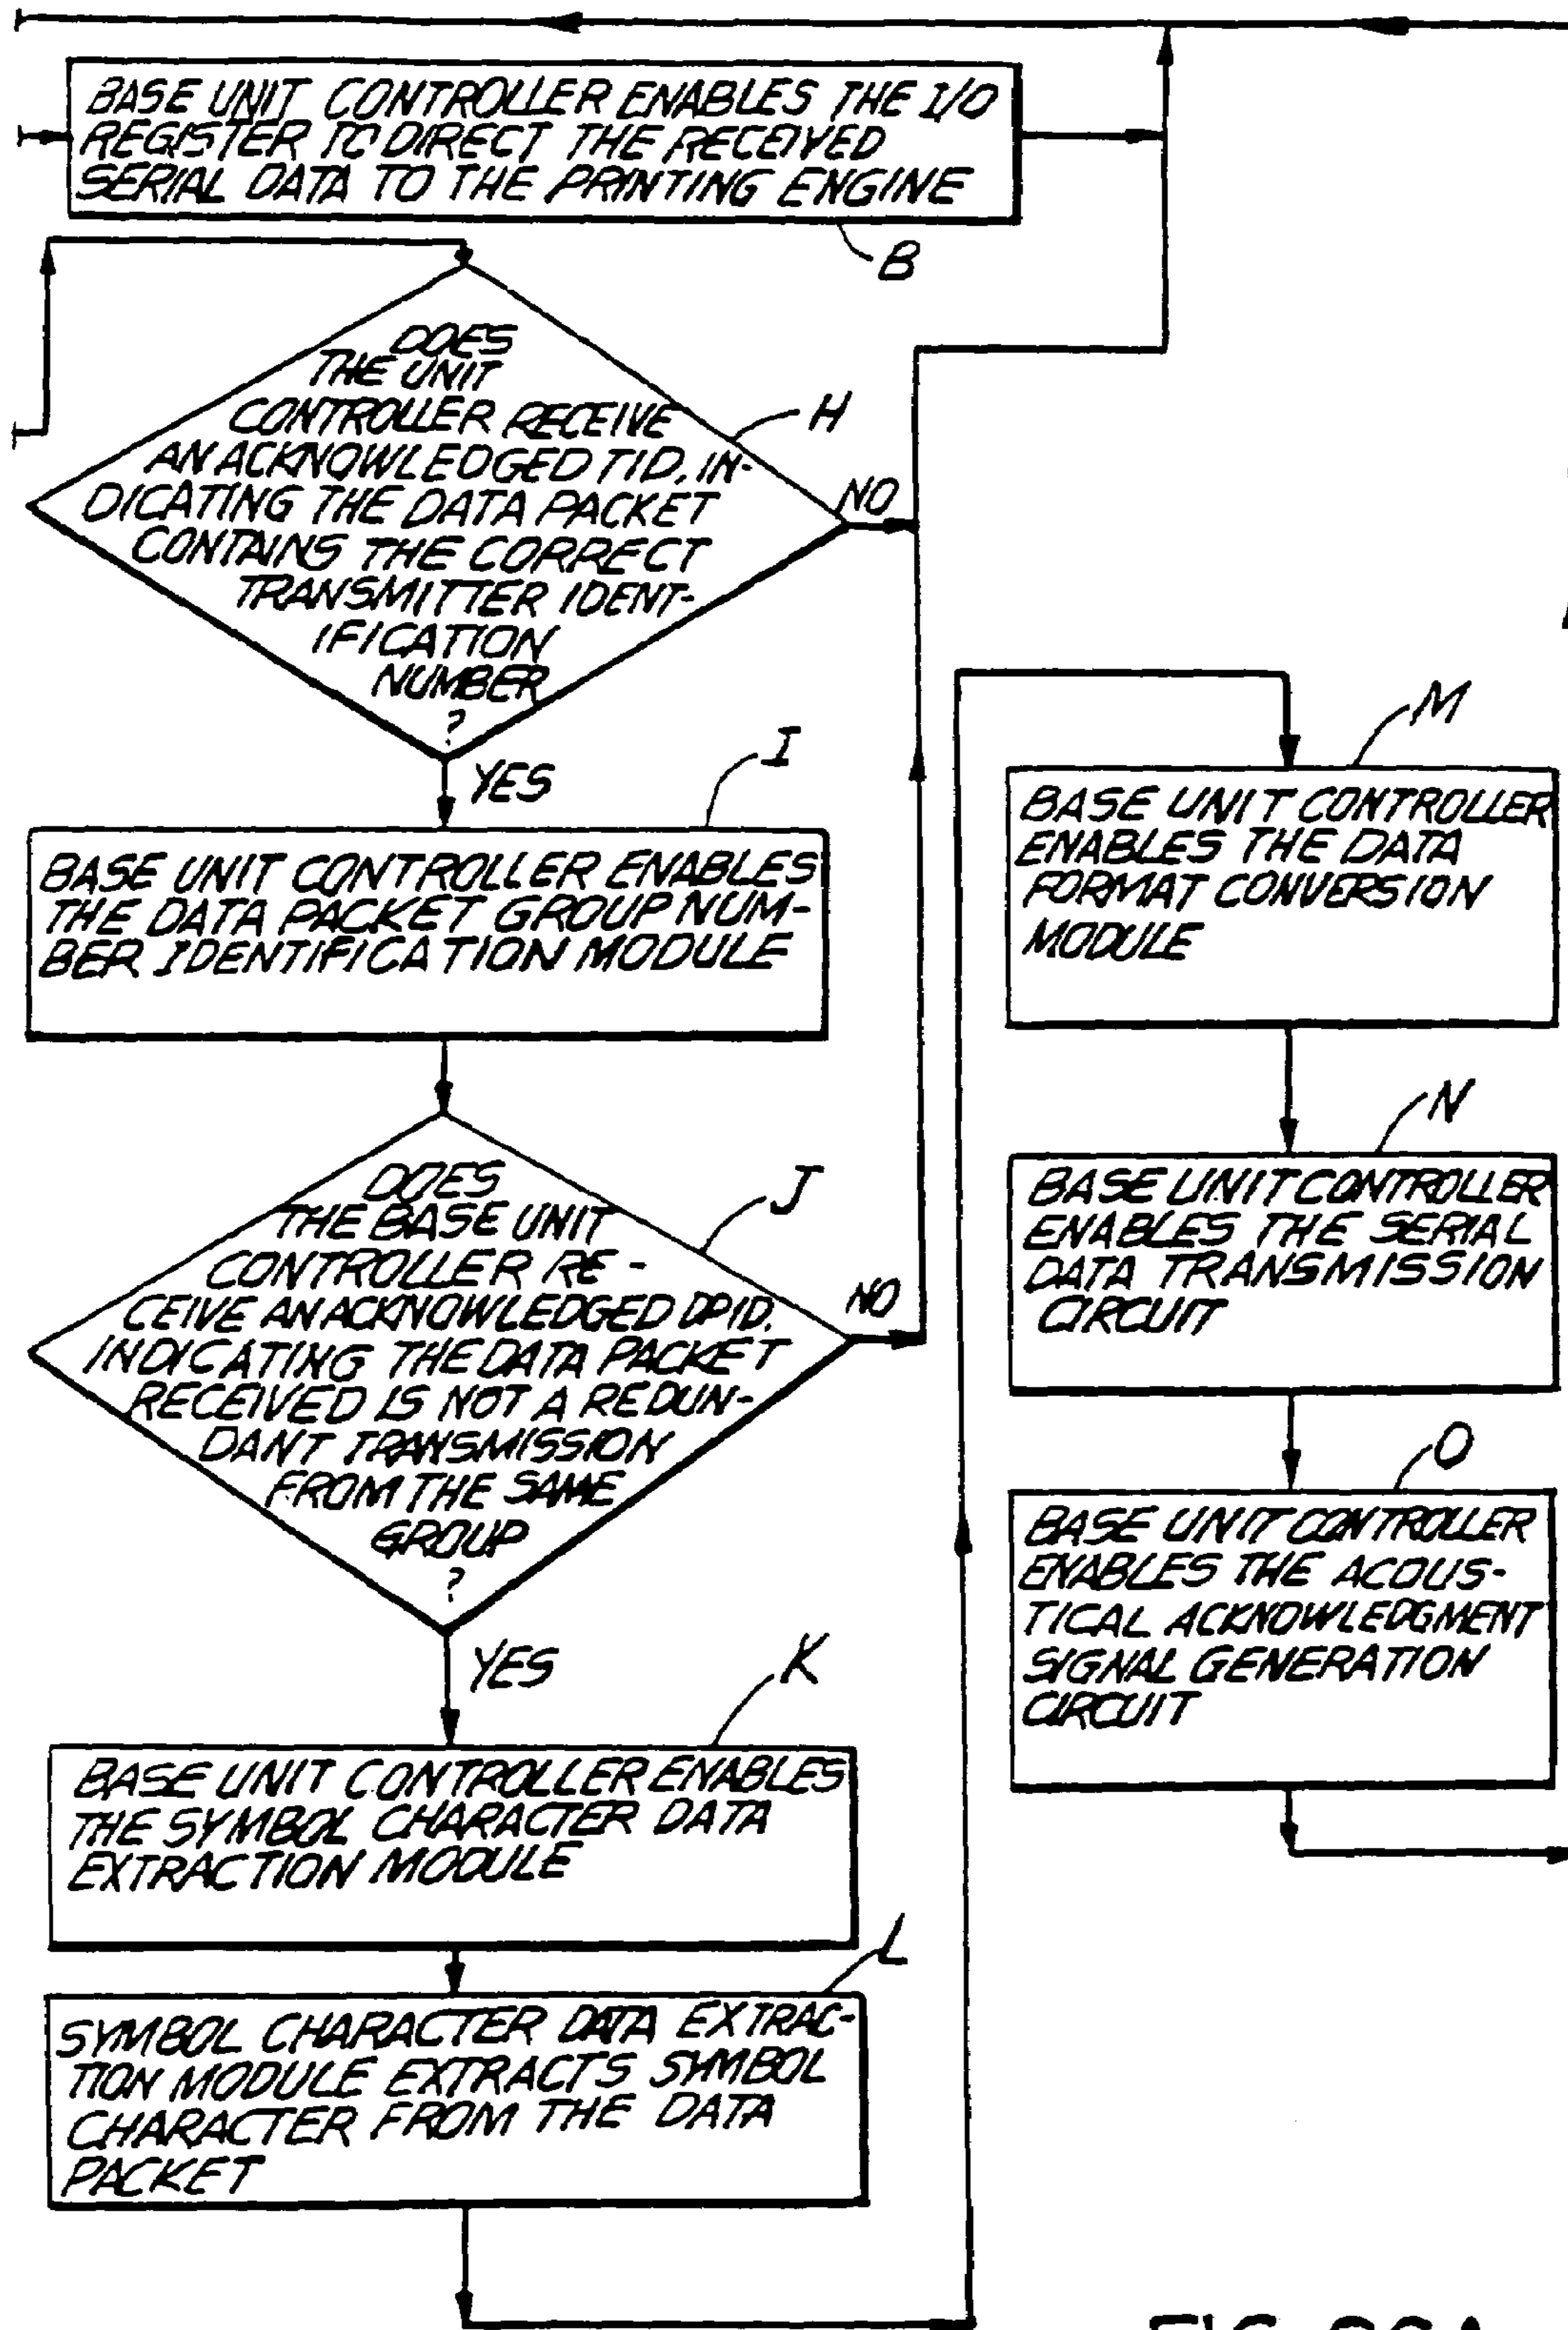 BASE UNIT CONTROLLER ENABLES THE I/O
REGISTER TO DIRECT THE RECEIVED
SERIAL DATA TO THE PRINTING ENGINE
B
DOES
THE UNIT
CONTROLLER RECEIVE
AN ACKNOWLEDGED TID, IN-
DICATING THE DATA PACKET
CONTAINS THE CORRECT
TRANSMITTER IDENT-
IFICATION
NUMBER
?
H
NO
YES
I
BASE UNIT CONTROLLER ENABLES
THE DATA PACKET GROUP NUM-
BER IDENTIFICATION MODULE
DOES
THE BASE UNIT
CONTROLLER RE-
CEIVE AN ACKNOWLEDGED DPID,
INDICATING THE DATA PACKET
RECEIVED IS NOT A REDUN-
DANT TRANSMISSION
FROM THE SAME
GROUP
?
J
NO
YES
K
BASE UNIT CONTROLLER ENABLES
THE SYMBOL CHARACTER DATA
EXTRACTION MODULE
L
SYMBOL CHARACTER DATA EXTRAC-
TION MODULE EXTRACTS SYMBOL
CHARACTER FROM THE DATA
PACKET
M
BASE UNIT CONTROLLER
ENABLES THE DATA
FORMAT CONVERSION
MODULE
N
BASE UNIT CONTROLLER
ENABLES THE SERIAL
DATA TRANSMISSION
CIRCUIT
O
BASE UNIT CONTROLLER
ENABLES THE ACOUS-
TICAL ACKNOWLEDGMENT
SIGNAL GENERATION
CIRCUIT